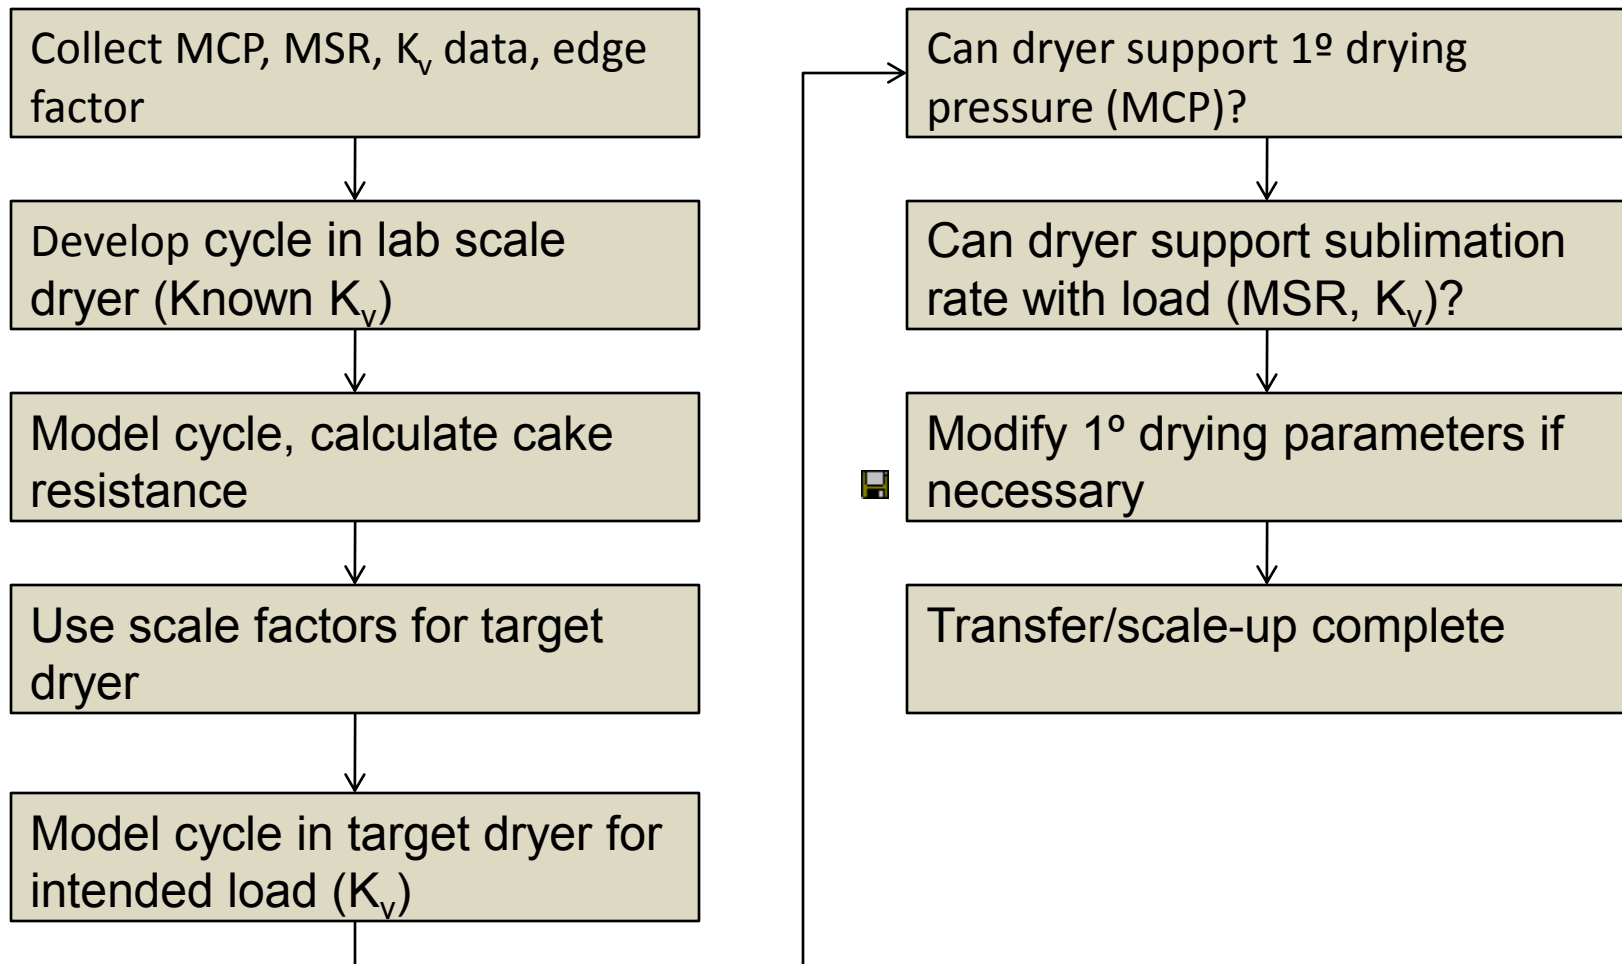 Collect MCP, MSR, Kᵥ data, edge
factor
Develop cycle in lab scale
dryer (Known Kᵥ)
Model cycle, calculate cake
resistance
Use scale factors for target
dryer
Model cycle in target dryer for
intended load (Kᵥ)
Can dryer support 1º drying
pressure (MCP)?
Can dryer support sublimation
rate with load (MSR, Kᵥ)?
Modify 1º drying parameters if
necessary
Transfer/scale-up complete